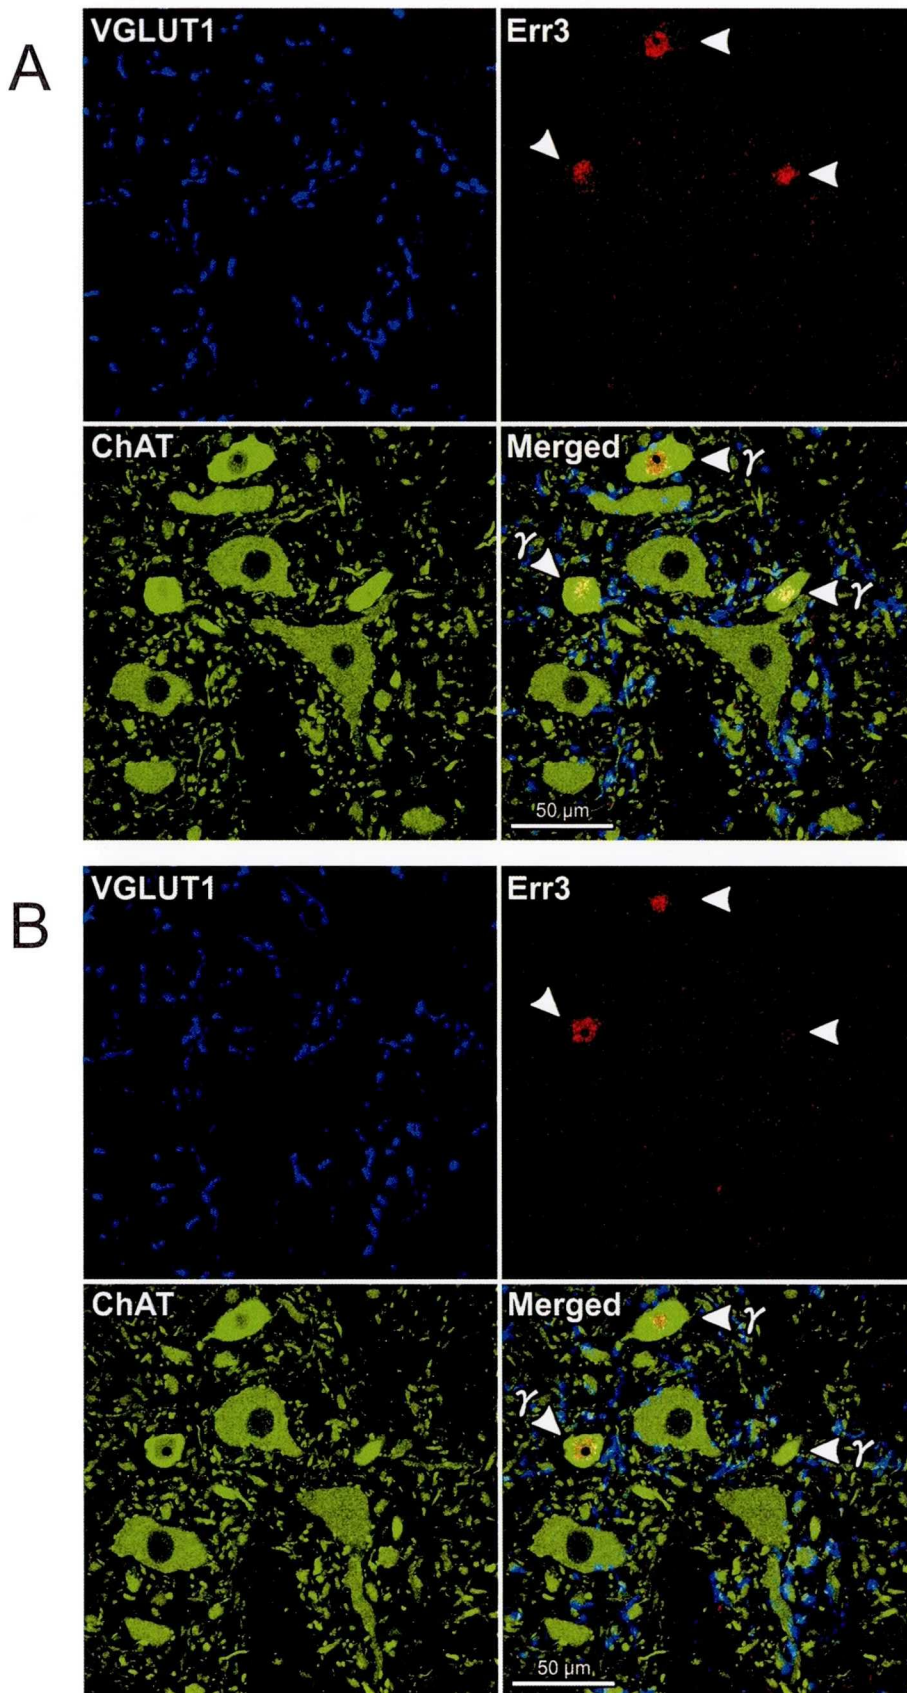 A
VGLUT1
Err3
ChAT
Merged
γ
γ
γ
50 µm
B
VGLUT1
Err3
ChAT
Merged
γ
γ
γ
50 µm